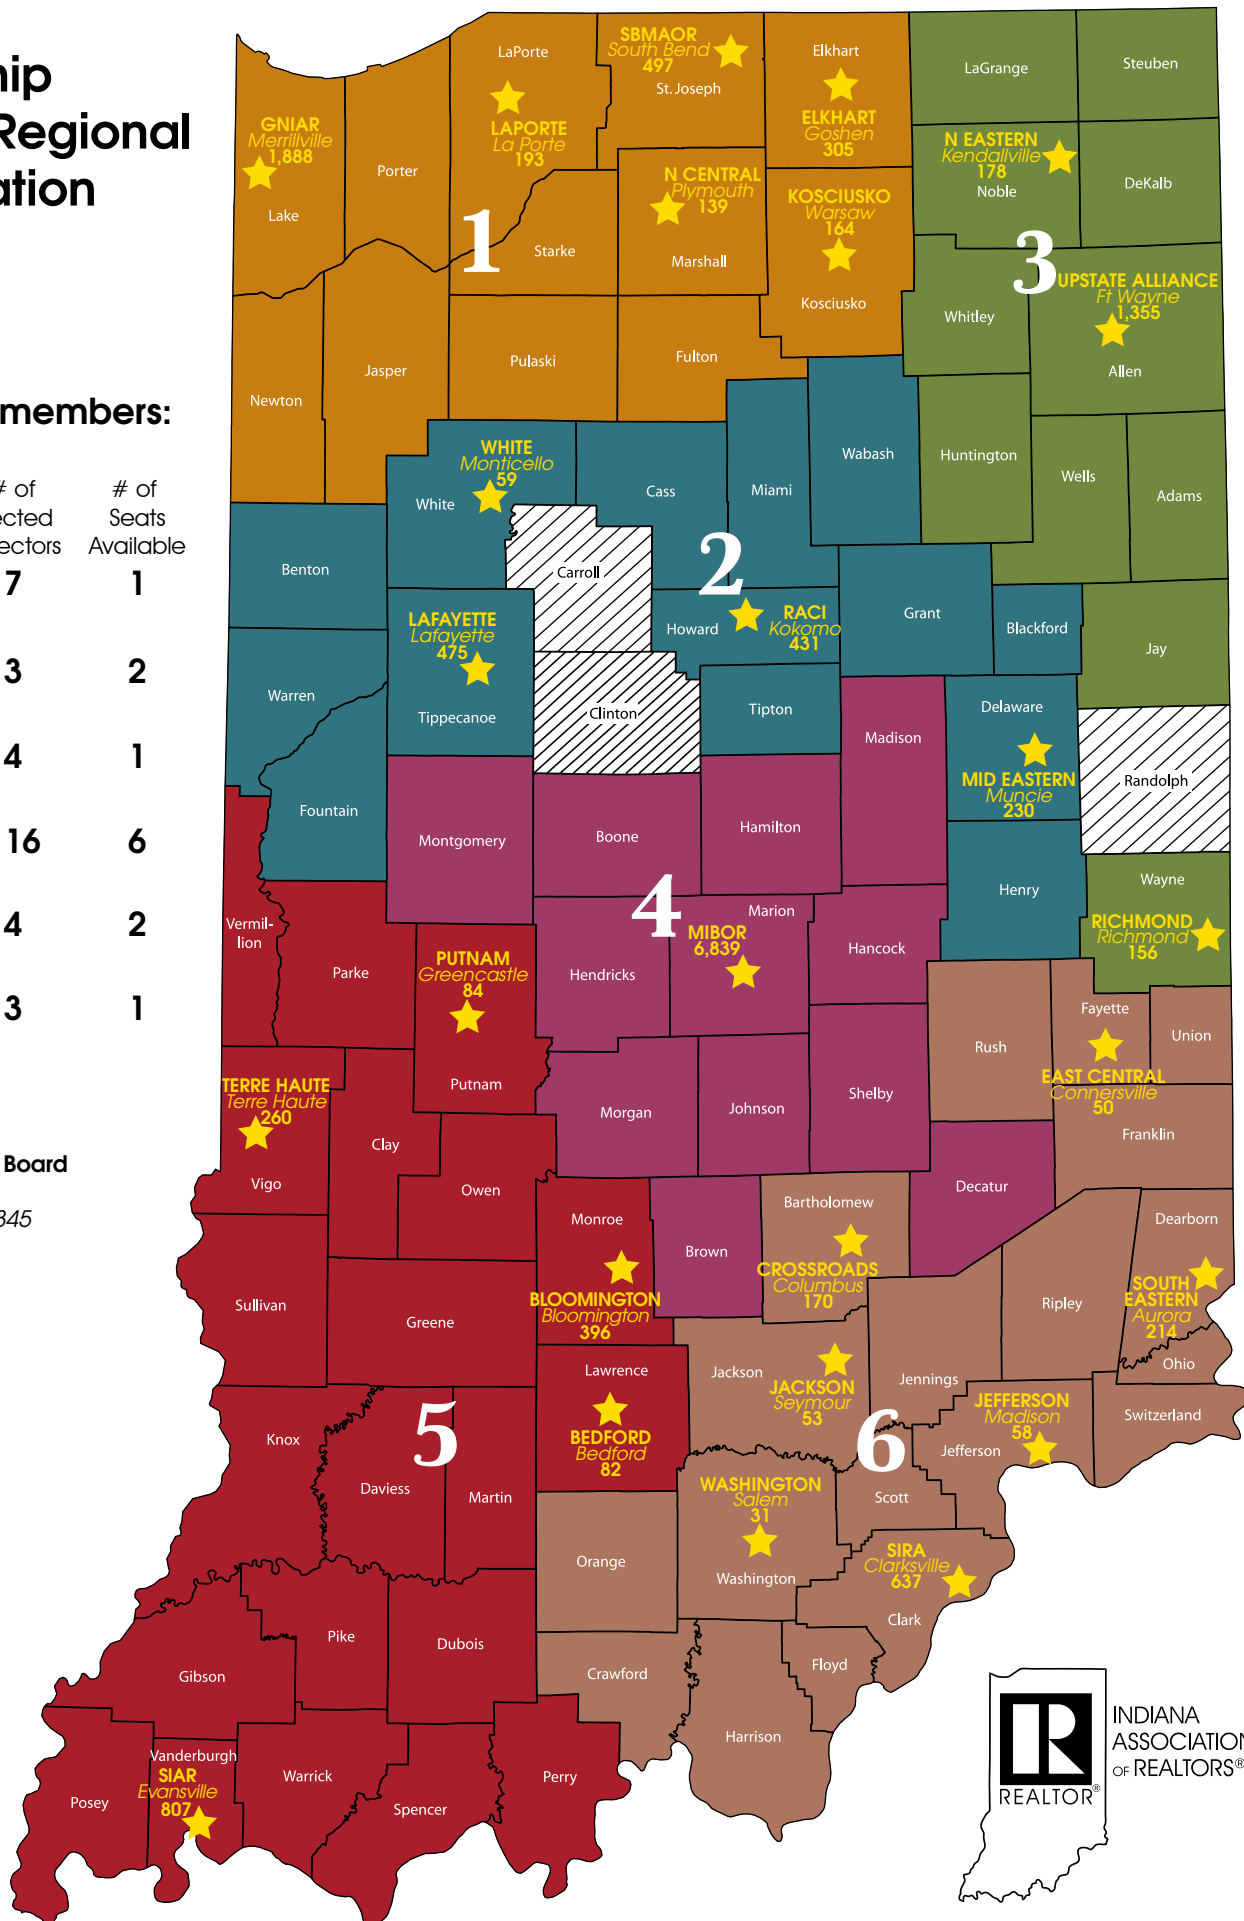 hip
Regional
ation
members:
# of
ected
ectors
# of
Seats
Available
7 1
3 2
4 1
16 6
4 2
3 1
Board
345
LaPorte
LAPORTE
La Porte
193
SBMAOR
South Bend
497
St. Joseph
Elkhart
ELKHART
Goshen
305
LaGrange
Steuben
GNIAR
Merrillville
1,888
Lake
Porter
N CENTRAL
Plymouth
139
Marshall
KOSCIUSKO
Warsaw
164
Kosciusko
N EASTERN
Kendallville
178
Noble
DeKalb
1
Starke
3
UPSTATE ALLIANCE
Ft Wayne
1,355
Allen
Whitley
Newton
Jasper
Pulaski
Fulton
WHITE
Monticello
59
White
Cass
Miami
Wabash
Huntington
Wells
Adams
Benton
Carroll
2
LAFAYETTE
Lafayette
475
Tippecanoe
Howard
RACI
Kokomo
431
Grant
Blackford
Jay
Warren
Clinton
Tipton
Madison
Delaware
MID EASTERN
Muncie
230
Randolph
Fountain
Montgomery
Boone
Hamilton
Henry
Wayne
RICHMOND
Richmond
156
Vermil-
lion
Parke
PUTNAM
Greencastle
84
Putnam
4
Hendricks
Marion
MIBOR
6,839
Hancock
Rush
Fayette
EAST CENTRAL
Connersville
50
Union
TERRE HAUTE
Terre Haute
260
Vigo
Clay
Owen
Morgan
Johnson
Shelby
Franklin
Decatur
Monroe
BLOOMINGTON
Bloomington
396
Brown
Bartholomew
CROSSROADS
Columbus
170
Dearborn
SOUTH
EASTERN
Aurora
214
Ripley
Ohio
Sullivan
Greene
Lawrence
BEDFORD
Bedford
82
Jackson
JACKSON
Seymour
53
Jennings
JEFFERSON
Madison
58
Jefferson
Switzerland
Knox
5
Daviess
Martin
6
WASHINGTON
Salem
31
Washington
Scott
Orange
SIRA
Clarksville
637
Clark
Pike
Dubois
Gibson
Crawford
Floyd
Harrison
Posey
Vanderburgh
SIAR
Evansville
807
Warrick
Spencer
Perry
REALTOR®
INDIANA
ASSOCIATION
OF REALTORS®